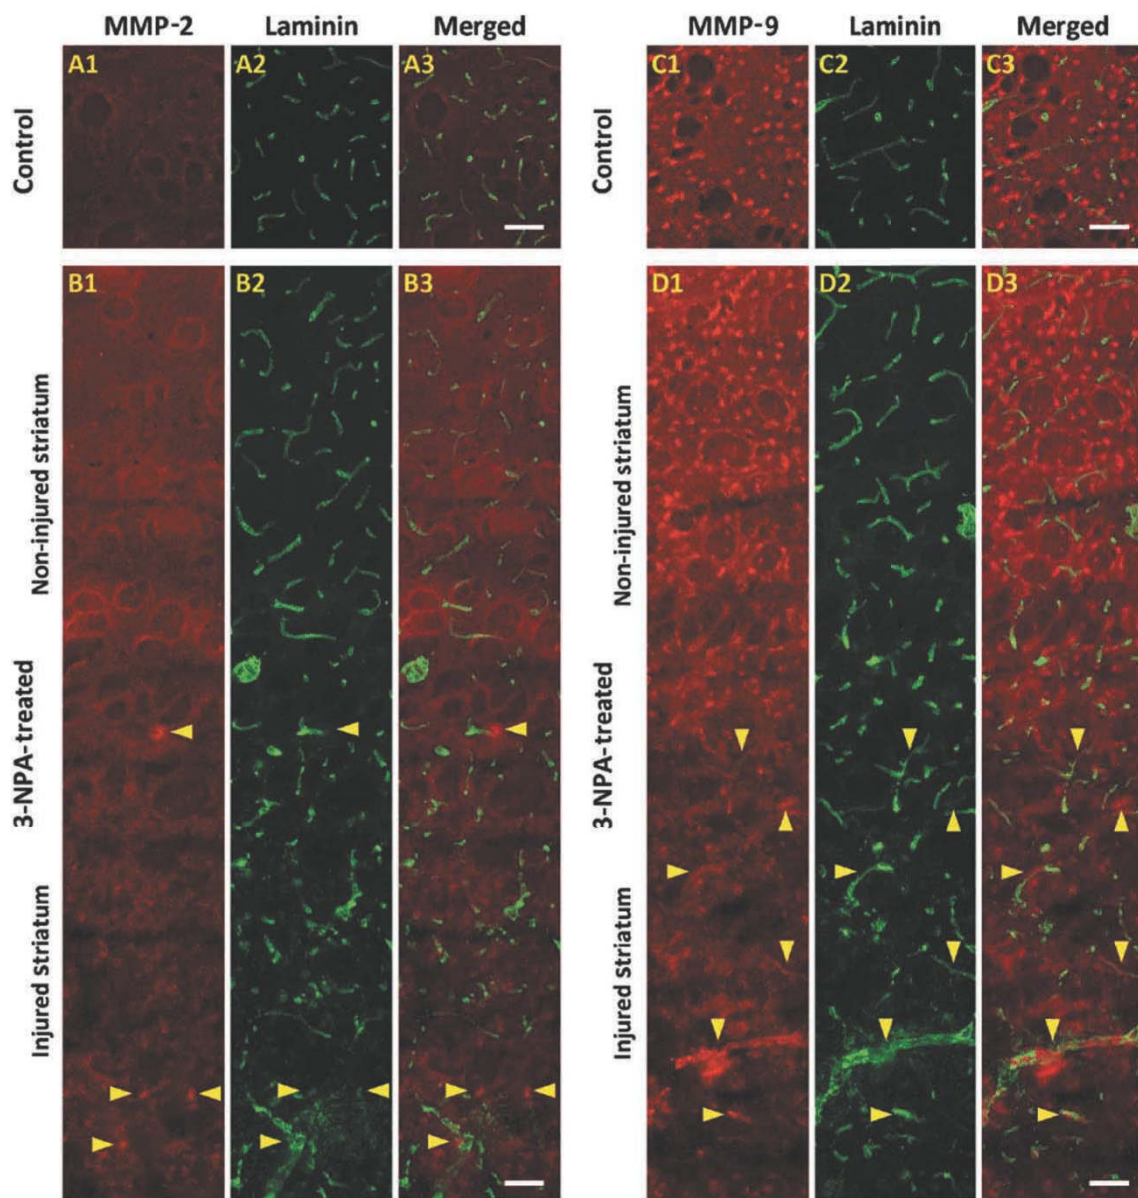 MMP-2 Laminin Merged MMP-9 Laminin Merged
Control
A1 A2 A3
Control
C1 C2 C3
3-NPA-treated
Non-injured striatum
Injured striatum
B1 B2 B3
3-NPA-treated
Non-injured striatum
Injured striatum
D1 D2 D3